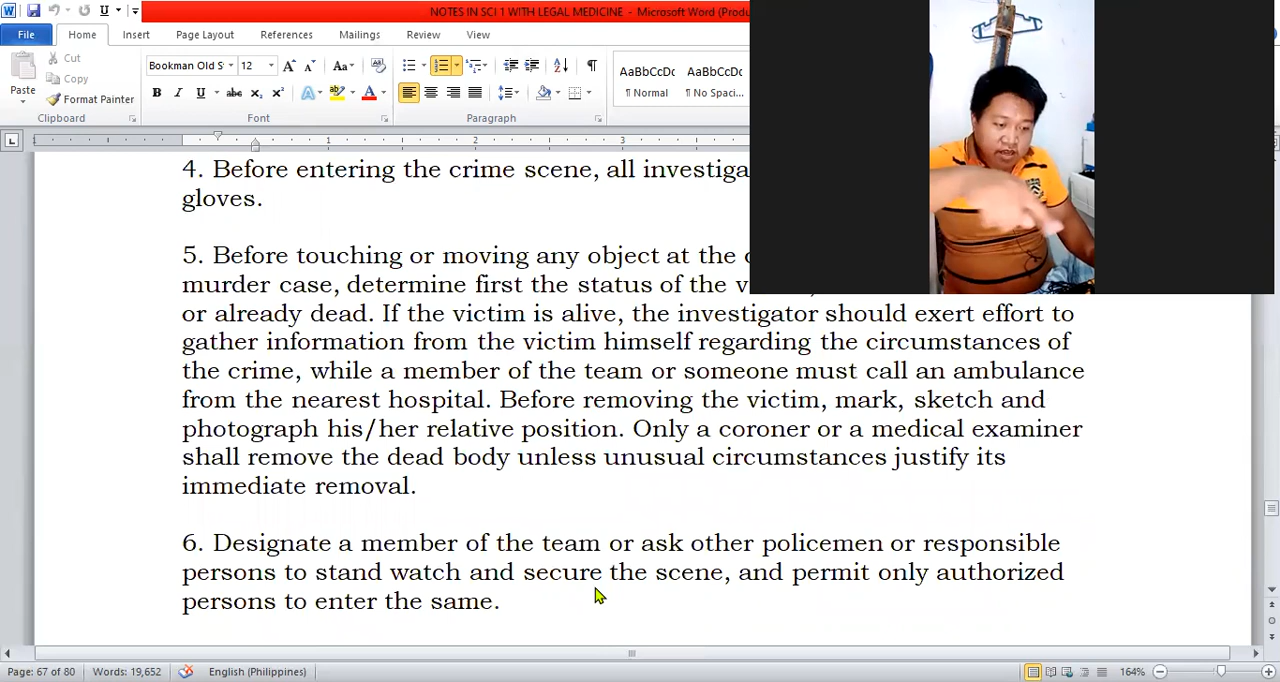 NOTES IN SCI 1 WITH LEGAL MEDICINE - Microsoft Word (Produ
File Home Insert Page Layout References Mailings Review View
Cut
Copy
Paste Format Painter
Clipboard
Bookman Old S 12
Font
Paragraph
AaBbCcDc AaBbCcDc
¶ Normal ¶ No Spaci...
1 2 3
4. Before entering the crime scene, all investiga
gloves.
5. Before touching or moving any object at the
murder case, determine first the status of the
or already dead. If the victim is alive, the investigator should exert effort to
gather information from the victim himself regarding the circumstances of
the crime, while a member of the team or someone must call an ambulance
from the nearest hospital. Before removing the victim, mark, sketch and
photograph his/her relative position. Only a coroner or a medical examiner
shall remove the dead body unless unusual circumstances justify its
immediate removal.
6. Designate a member of the team or ask other policemen or responsible
persons to stand watch and secure the scene, and permit only authorized
persons to enter the same.
Page: 67 of 80 Words: 19,652 English (Philippines) 164%